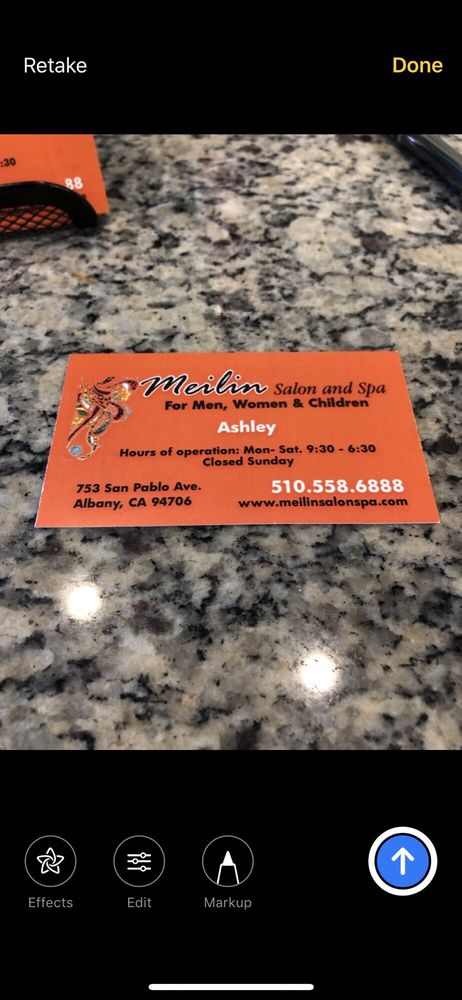 Retake
Done
:30
88
Meilin Salon and Spa
For Men, Women & Children
Ashley
Hours of operation: Mon- Sat. 9:30 - 6:30
Closed Sunday
753 San Pablo Ave.
Albany, CA 94706
510.558.6888
www.meilinsalonspa.com
Effects
Edit
Markup